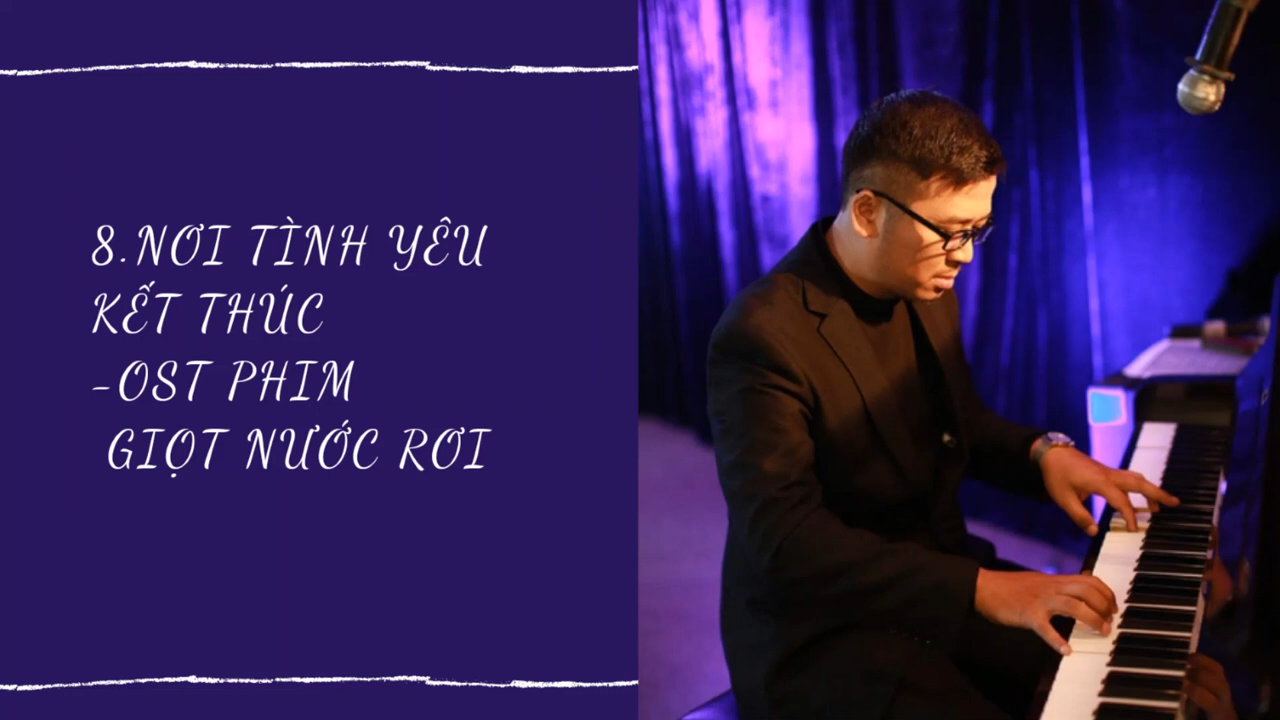 8.NƠI TÌNH YÊU
KẾT THÚC
-OST PHIM
GIỌT NƯỚC RƠI